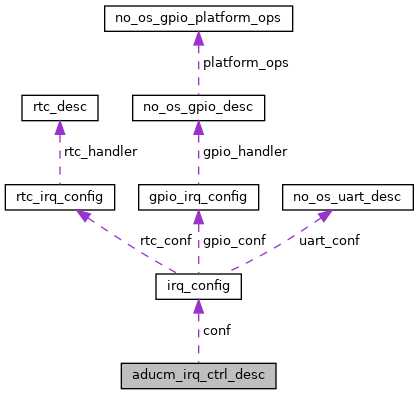 no_os_gpio_platform_ops
platform_ops
rtc_desc
no_os_gpio_desc
rtc_handler
gpio_handler
rtc_irq_config
gpio_irq_config
no_os_uart_desc
rtc_conf
gpio_conf
uart_conf
irq_config
conf
aducm_irq_ctrl_desc